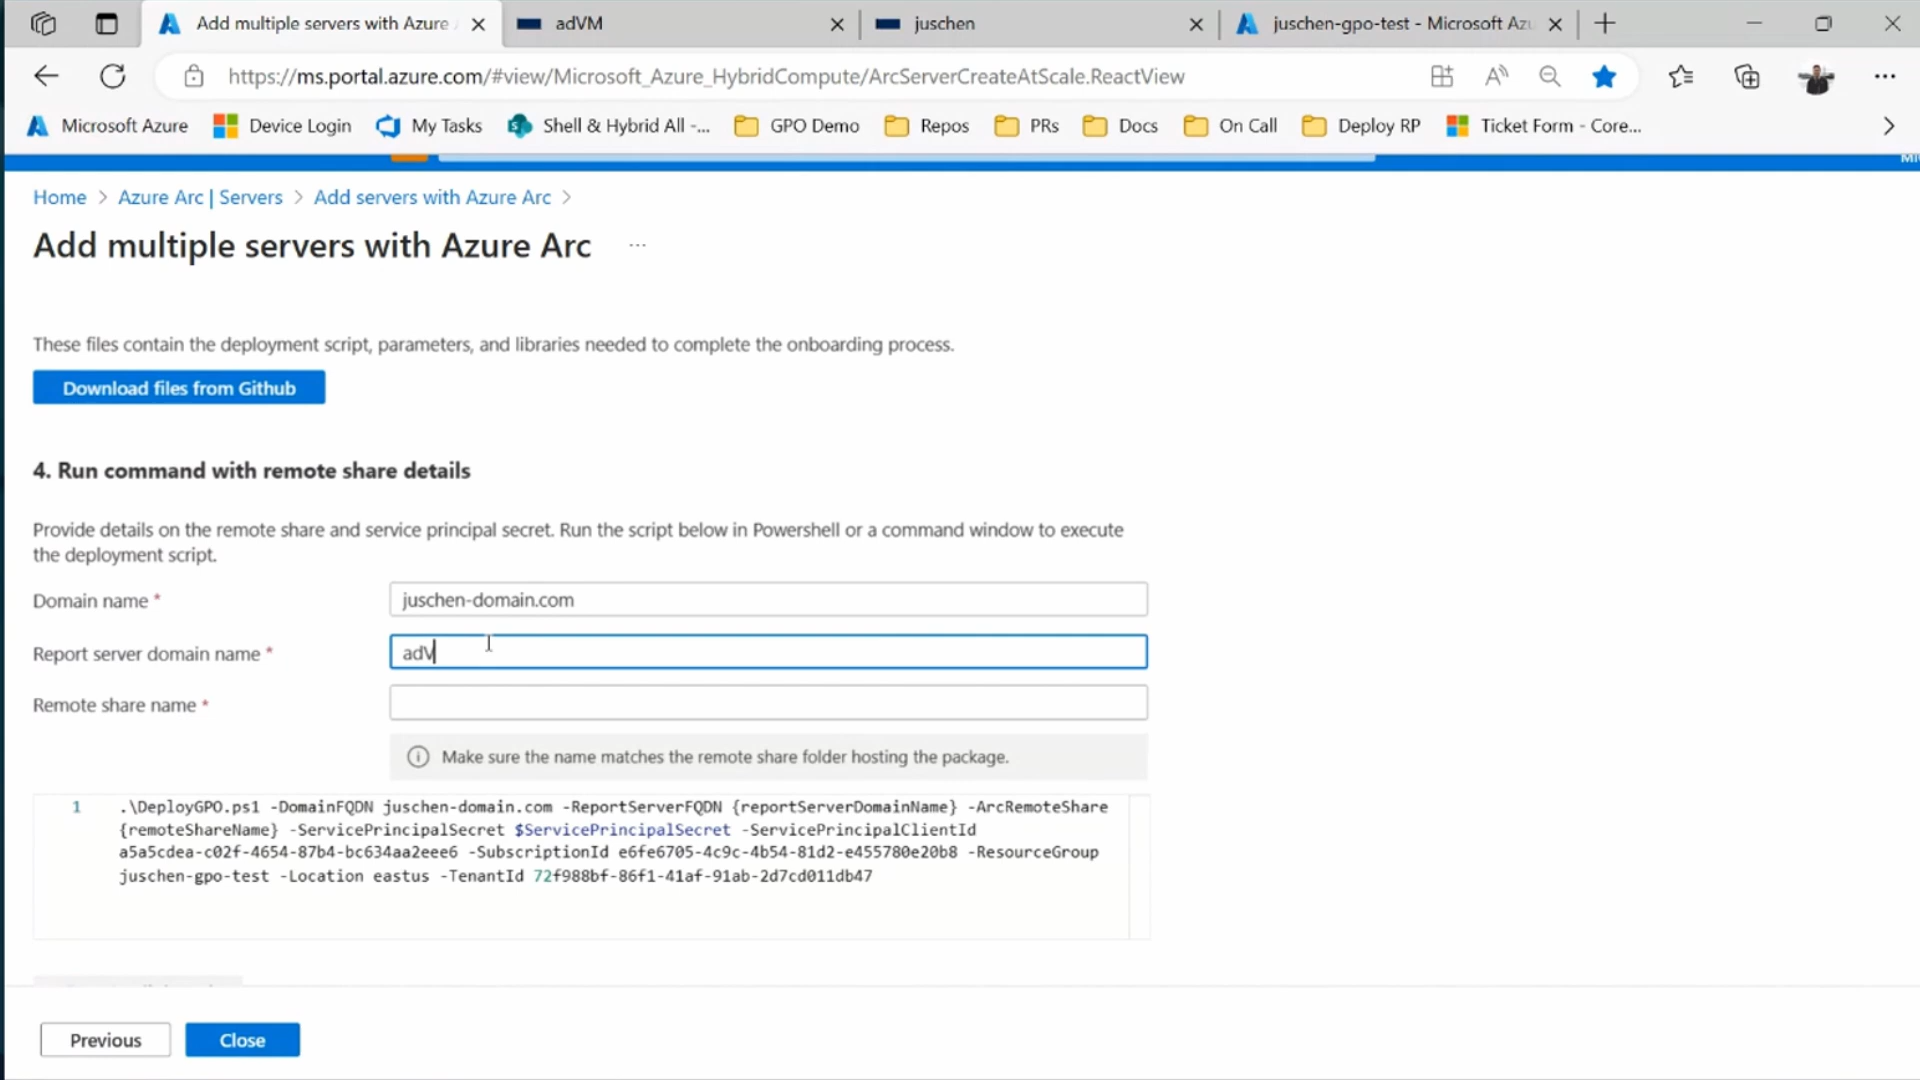 Add multiple servers with Azure
adVM
juschen
juschen-gpo-test - Microsoft Azu
https://ms.portal.azure.com/#view/Microsoft_Azure_HybridCompute/ArcServerCreateAtScale.ReactView
Microsoft Azure
Device Login
My Tasks
Shell & Hybrid All -...
GPO Demo
Repos
PRs
Docs
On Call
Deploy RP
Ticket Form - Core...
Home > Azure Arc | Servers > Add servers with Azure Arc >
Add multiple servers with Azure Arc ...
These files contain the deployment script, parameters, and libraries needed to complete the onboarding process.
Download files from Github
4. Run command with remote share details
Provide details on the remote share and service principal secret. Run the script below in Powershell or a command window to execute
the deployment script.
Domain name *
juschen-domain.com
Report server domain name *
adV
Remote share name *
Make sure the name matches the remote share folder hosting the package.
1 .\DeployGPO.ps1 -DomainFQDN juschen-domain.com -ReportServerFQDN {reportServerDomainName} -ArcRemoteShare
{remoteShareName} -ServicePrincipalSecret $ServicePrincipalSecret -ServicePrincipalClientId
a5a5cdea-c02f-4654-87b4-bc634aa2eee6 -SubscriptionId e6fe6705-4c9c-4b54-81d2-e455780e20b8 -ResourceGroup
juschen-gpo-test -Location eastus -TenantId 72f988bf-86f1-41af-91ab-2d7cd011db47
Previous
Close